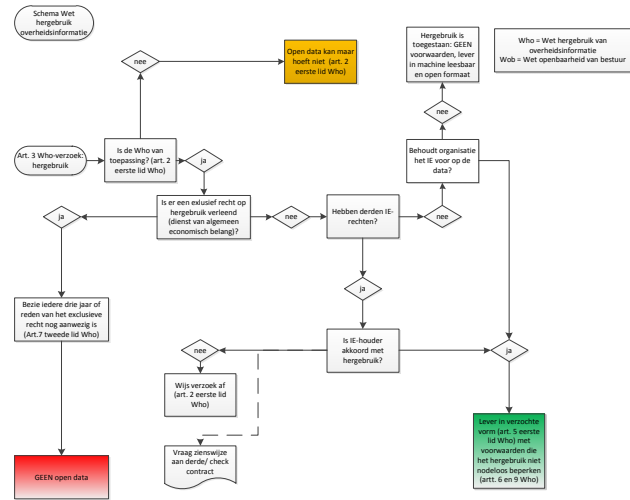 Schema Wet
hergebruik
overheidsinformatie
nee
Open data kan maar
hoeft niet (art. 2
eerste lid Who)
Hergebruik is
toegestaan: GEEN
voorwaarden, lever
in machine leesbaar
en open formaat
Who = Wet hergebruik van
overheidsinformatie
Wob = Wet openbaarheid van bestuur
nee
Art. 3 Who-verzoek:
hergebruik
Is de Who van
toepassing? (art. 2
eerste lid Who)
ja
Behoudt organisatie
het IE voor op de
data?
ja
Is er een exlusief recht op
hergebruik verleend
(dienst van algemeen
economisch belang)?
nee
Hebben derden IE-
rechten?
nee
ja
Bezie iedere drie jaar of
reden van het exclusieve
recht nog aanwezig is
(Art.7 tweede lid Who)
nee
Is IE-houder
akkoord met
hergebruik?
ja
Wijs verzoek af
(art. 2 eerste lid
Who)
Vraag zienswijze
aan derde/ check
contract
GEEN open data
Lever in verzochte
vorm (art. 5 eerste
lid Who) met
voorwaarden die
het hergebruik niet
nodeloos beperken
(artt. 6 en 9 Who)